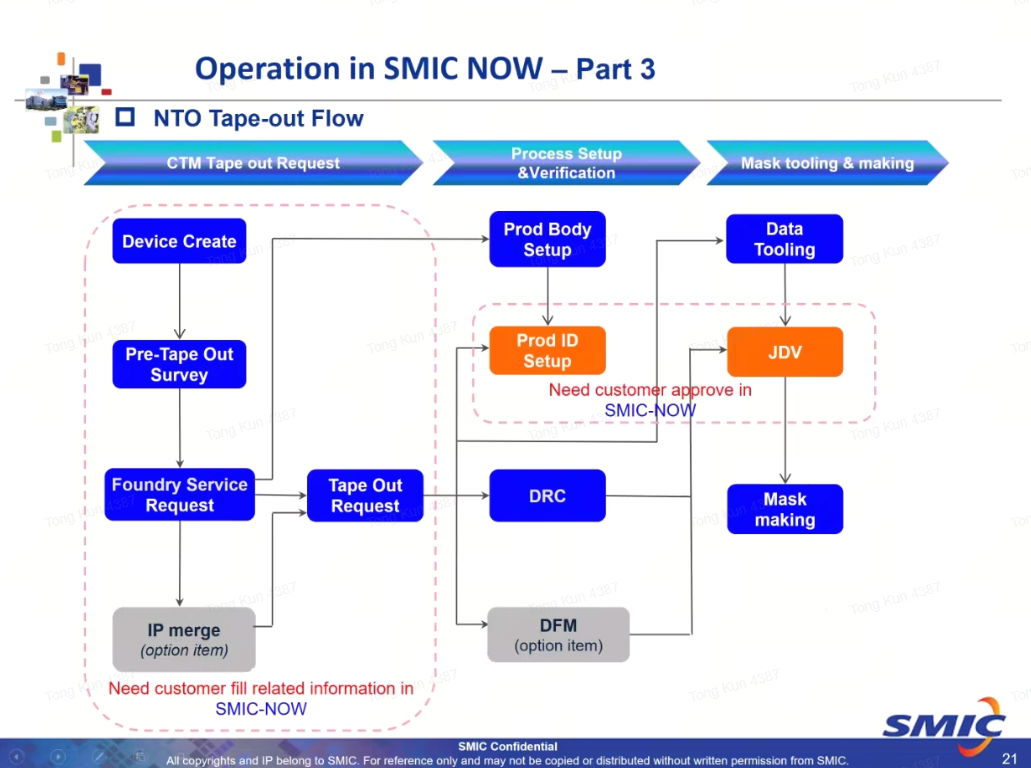 Operation in SMIC NOW – Part 3
NTO Tape-out Flow
CTM Tape out Request
Process Setup
&Verification
Mask tooling & making
Device Create
Pre-Tape Out
Survey
Foundry Service
Request
Tape Out
Request
IP merge
(option item)
Need customer fill related information in
SMIC-NOW
Prod Body
Setup
Prod ID
Setup
Need customer approve in
SMIC-NOW
DRC
DFM
(option item)
Data
Tooling
JDV
Mask
making
Tong Kun 4387
SMIC
SMIC Confidential
All copyrights and IP belong to SMIC. For reference only and may not be copied or distributed without written permission from SMIC.
21